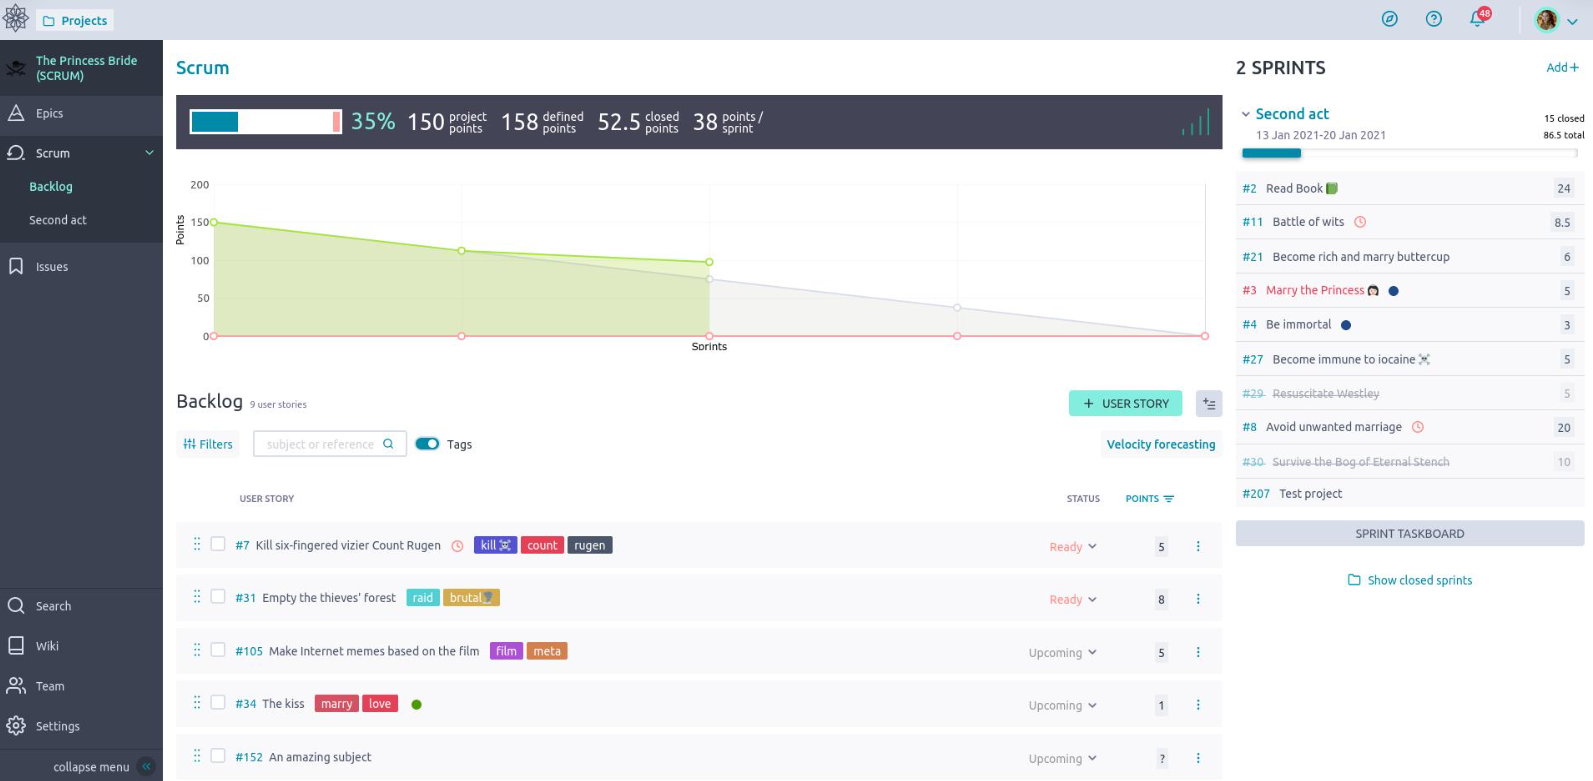 Projects
48
The Princess Bride
(SCRUM)
Epics
Scrum
Backlog
Second act
Issues
Search
Wiki
Team
Settings
collapse menu
Scrum
35%
150 project points
158 defined points
52.5 closed points
38 points / sprint
200
150
100
50
0
Points
Sprints
Backlog 9 user stories
+ USER STORY
Filters
subject or reference
Tags
Velocity forecasting
USER STORY STATUS POINTS
#7 Kill six-fingered vizier Count Rugen kill☠️ count rugen Ready 5
#31 Empty the thieves' forest raid brutal Ready 8
#105 Make Internet memes based on the film film meta Upcoming 5
#34 The kiss marry love Upcoming 1
#152 An amazing subject Upcoming ?
2 SPRINTS
Add+
Second act
13 Jan 2021-20 Jan 2021
15 closed
86.5 total
#2 Read Book📗 24
#11 Battle of wits 8.5
#21 Become rich and marry buttercup 6
#3 Marry the Princess👸🏻 5
#4 Be immortal 3
#27 Become immune to iocaine☠️ 5
#29 Resuscitate Westley 5
#8 Avoid unwanted marriage 20
#30 Survive the Bog of Eternal Stench 10
#207 Test project
SPRINT TASKBOARD
Show closed sprints